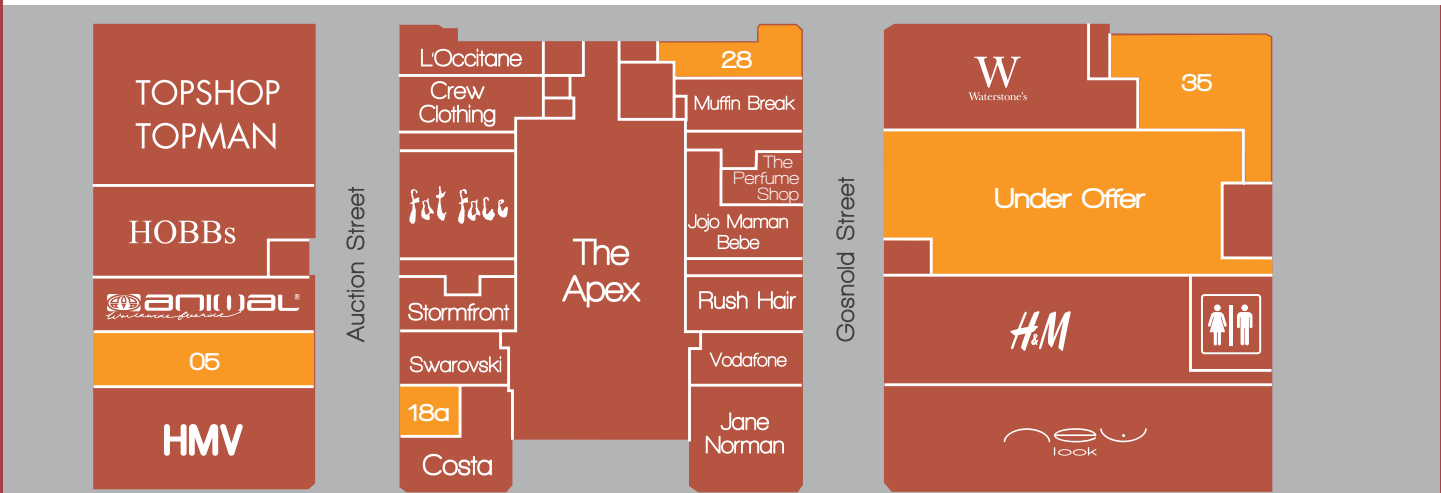 TOPSHOP
TOPMAN
HOBBs
animal®
05
HMV
Auction Street
L'Occitane
Crew
Clothing
fat face
Stormfront
Swarovski
18a
Costa
The
Apex
28
Muffin Break
The
Perfume
Shop
Jojo Maman
Bebe
Rush Hair
Vodafone
Jane
Norman
Gosnold Street
W
Waterstone's
35
Under Offer
H&M
new
look